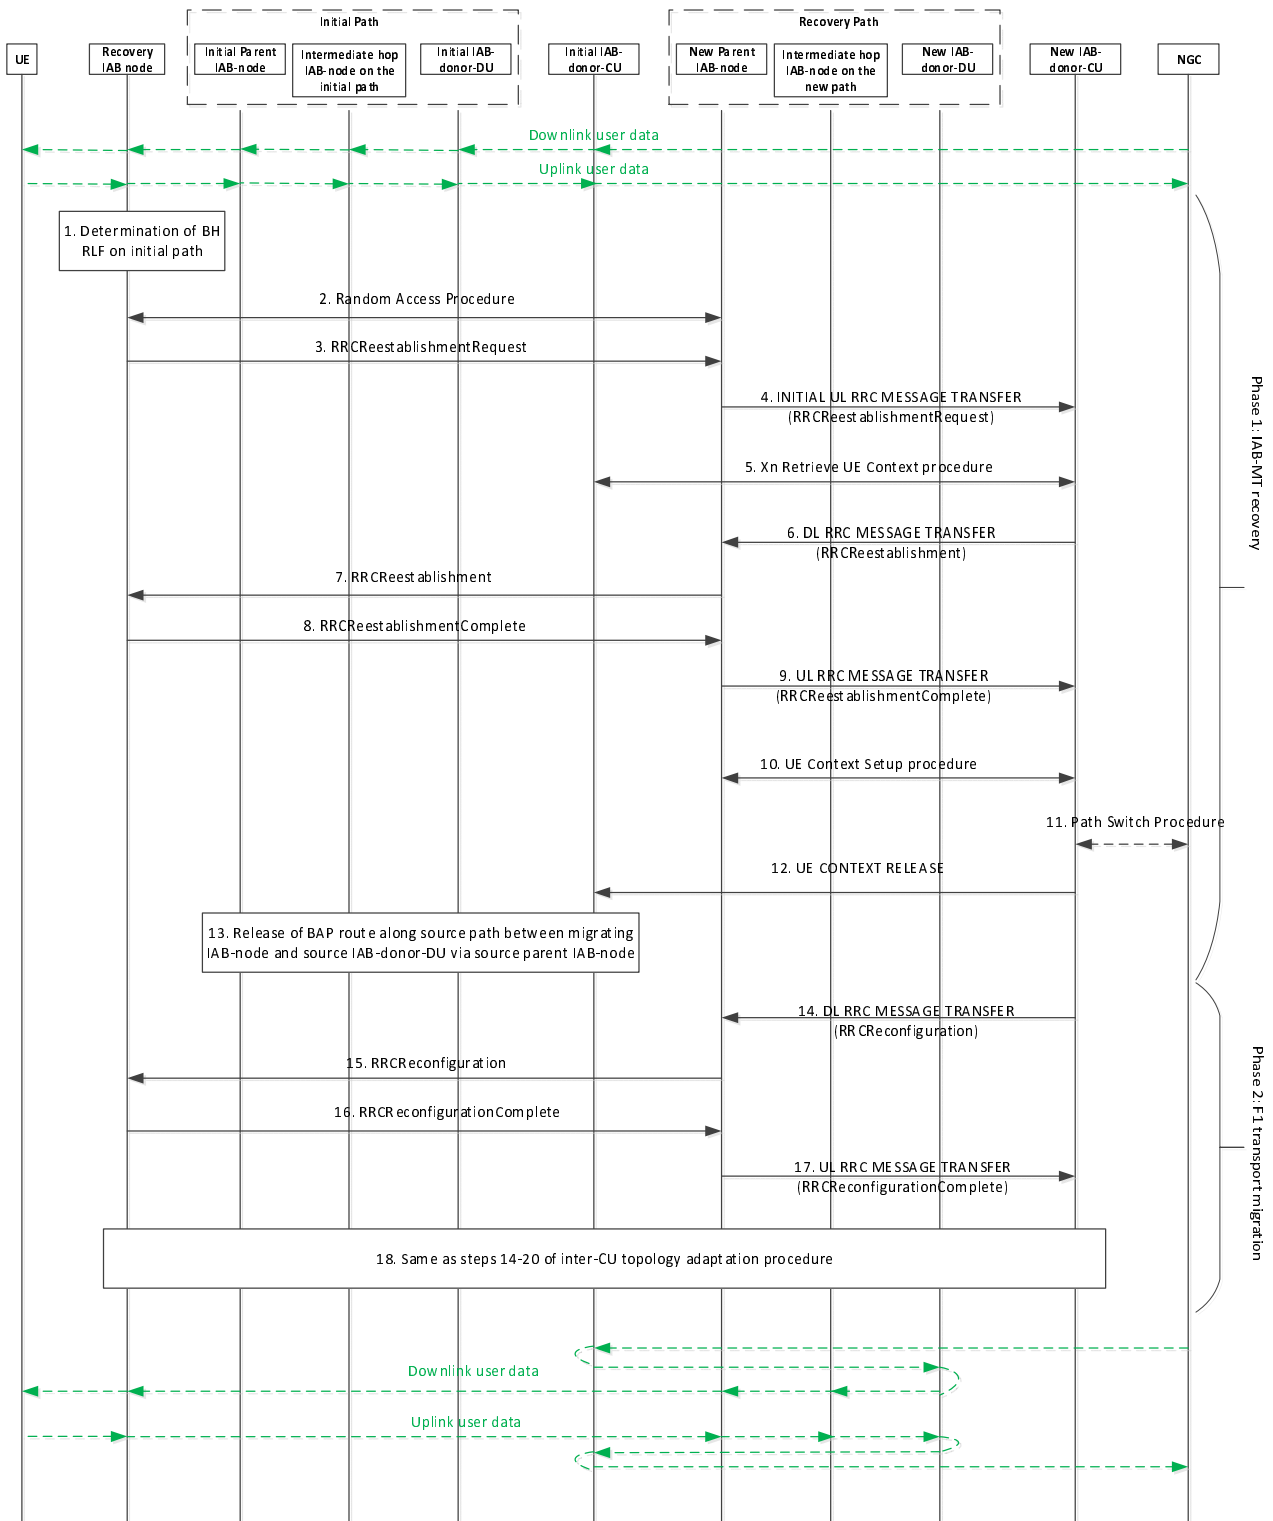 Initial Path
Recovery Path
UE
Recovery
IAB node
Initial Parent
IAB-node
Intermediate hop
IAB-node on the
initial path
Initial IAB-
donor-DU
Initial IAB-
donor-CU
New Parent
IAB-node
Intermediate hop
IAB-node on the
new path
New IAB-
donor-DU
New IAB-
donor-CU
NGC
Downlink user data
Uplink user data
1. Determination of BH
RLF on initial path
2. Random Access Procedure
3. RRCReestablishmentRequest
4. INITIAL UL RRC MESSAGE TRANSFER
(RRCReestablishmentRequest)
5. Xn Retrieve UE Context procedure
6. DL RRC MESSAGE TRANSFER
(RRCReestablishment)
7. RRCReestablishment
8. RRCReestablishmentComplete
9. UL RRC MESSAGE TRANSFER
(RRCReestablishmentComplete)
10. UE Context Setup procedure
11. Path Switch Procedure
12. UE CONTEXT RELEASE
13. Release of BAP route along source path between migrating
IAB-node and source IAB-donor-DU via source parent IAB-node
Phase 1: IAB-MT recovery
14. DL RRC MESSAGE TRANSFER
(RRCReconfiguration)
15. RRCReconfiguration
16. RRCReconfigurationComplete
17. UL RRC MESSAGE TRANSFER
(RRCReconfigurationComplete)
18. Same as steps 14-20 of inter-CU topology adaptation procedure
Phase 2: F1 transport migration
Downlink user data
Uplink user data